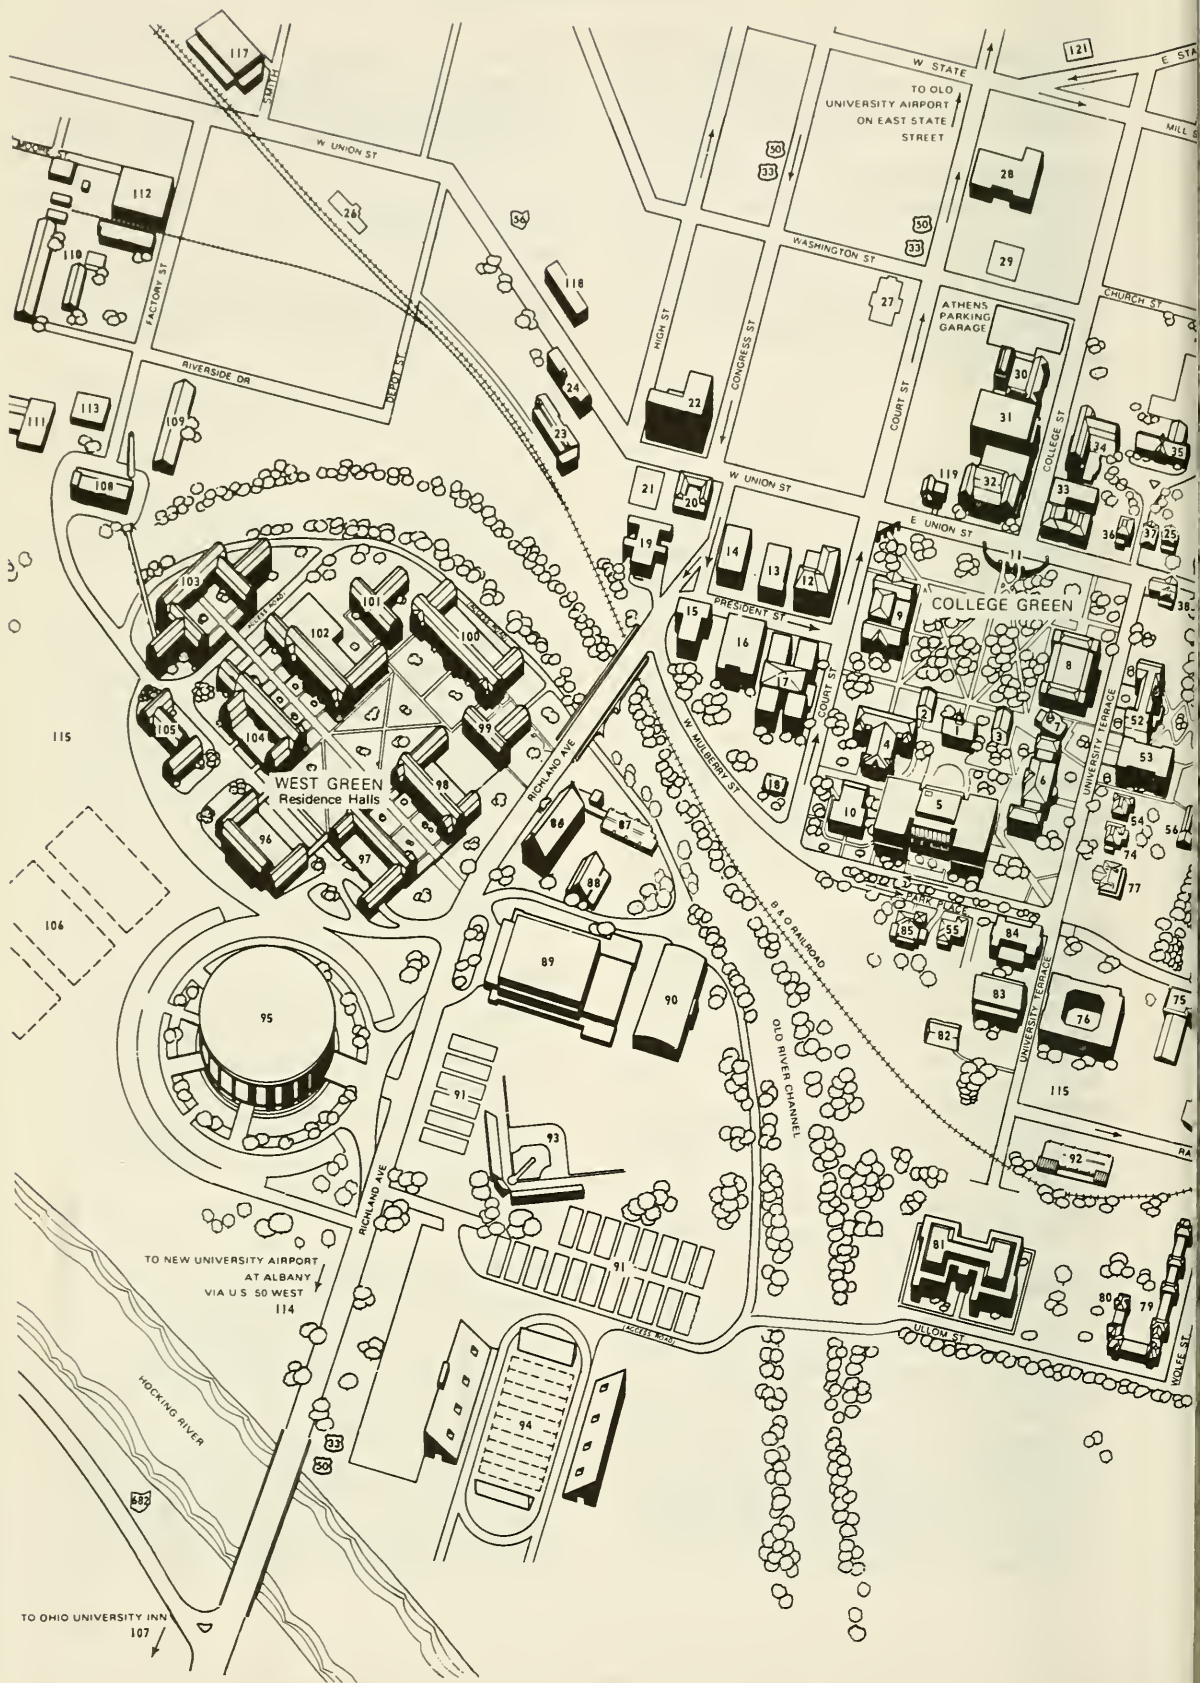 117
121
E STA
W STATE
SMITH
TO OLD
UNIVERSITY AIRPORT
ON EAST STATE
STREET
MILL S
W UNION ST
50
33
28
112
26
56
50
33
WASHINGTON ST
29
110
118
27
CHURCH ST
FACTORY ST
ATHENS
PARKING
GARAGE
HIGH ST
CONGRESS ST
RIVERSIDE DR
DEPOT ST
24
22
30
COURT ST
31
COLLEGE ST
111
113
109
23
34
35
108
21
20
W UNION ST
119
32
33
E UNION ST
36
37
25
19
14
13
12
11
103
ACCESS ROAD
101
102
100
ACCESS ROAD
15
PRESIDENT ST
16
17
9
COLLEGE GREEN
38
8
COURT ST
99
105
104
115
W MULBERRY ST
2
1
3
4
7
52
53
UNIVERSITY TERRACE
WEST GREEN
Residence Halls
98
RICHLAND AVE
18
10
5
6
54
56
74
77
96
97
86
87
88
106
PARK PLACE
85
55
84
B & O RAILROAD
89
90
95
83
76
75
82
UNIVERSITY TERRACE
OLD RIVER CHANNEL
91
93
115
RA
92
RICHLAND AVE
TO NEW UNIVERSITY AIRPORT
AT ALBANY
VIA U S 50 WEST
114
91
81
80
79
ACCESS ROAD
ULLOM ST
WOLFE ST
HOCKING RIVER
94
33
50
682
TO OHIO UNIVERSITY INN
107